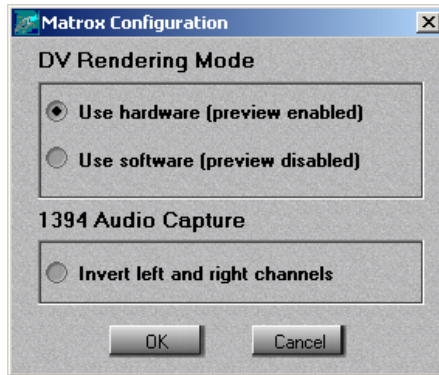 Matrox Configuration
DV Rendering Mode
Use hardware (preview enabled)
Use software (preview disabled)
1394 Audio Capture
Invert left and right channels
OK Cancel